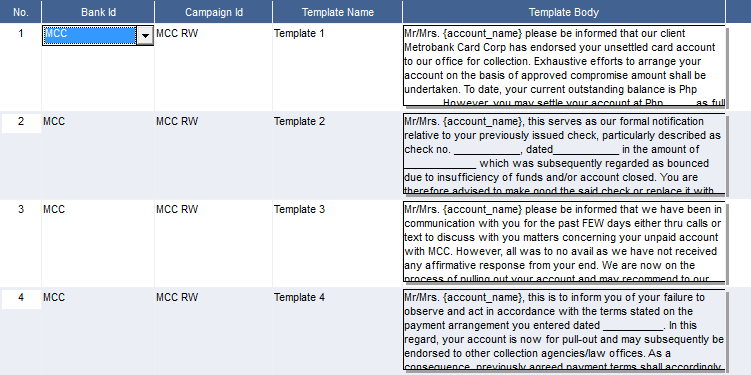 No. Bank Id Campaign Id Template Name Template Body
1 MCC MCC RW Template 1
Mr/Mrs. {account_name} please be informed that our client
Metrobank Card Corp has endorsed your unsettled card account
to our office for collection. Exhaustive efforts to arrange your
account on the basis of approved compromise amount shall be
undertaken. To date, your current outstanding balance is Php
______. However, you may settle your account at Php_____ as full
2 MCC MCC RW Template 2
Mr/Mrs. {account_name}, this serves as our formal notification
relative to your previously issued check, particularly described as
check no. ___________, dated___________ in the amount of
____________ which was subsequently regarded as bounced
due to insufficiency of funds and/or account closed. You are
therefore advised to make good the said check or replace it with
3 MCC MCC RW Template 3
Mr/Mrs. {account_name} please be informed that we have been in
communication with you for the past FEW days either thru calls or
text to discuss with you matters concerning your unpaid account
with MCC. However, all was to no avail as we have not received
any affirmative response from your end. We are now on the
process of pulling out your account and may recommend to our
4 MCC MCC RW Template 4
Mr/Mrs. {account_name}, this is to inform you of your failure to
observe and act in accordance with the terms stated on the
payment arrangement you entered dated __________. In this
regard, your account is now for pull-out and may subsequently be
endorsed to other collection agencies/law offices. As a
consequence, previously agreed payment terms shall accordingly